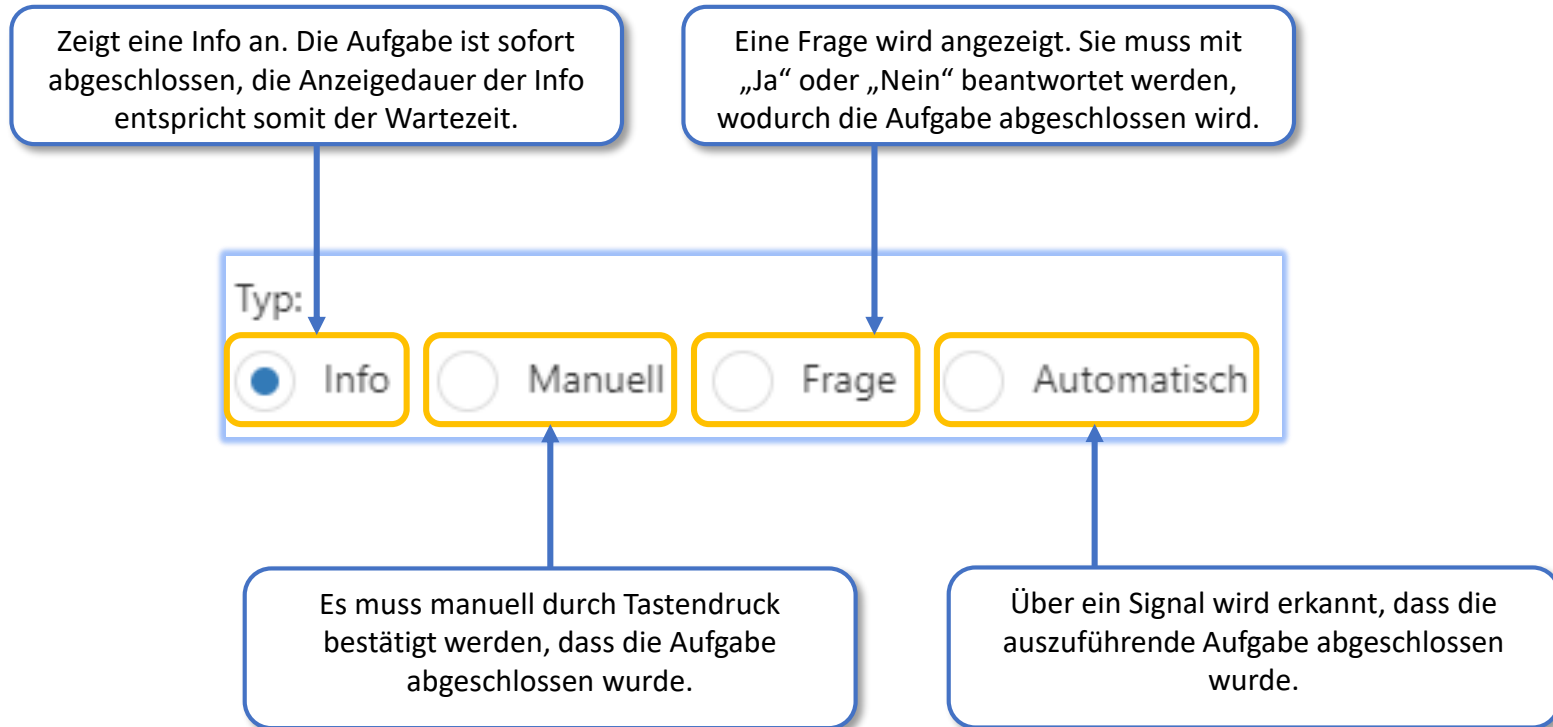 Zeigt eine Info an. Die Aufgabe ist sofort
abgeschlossen, die Anzeigedauer der Info
entspricht somit der Wartezeit.
Eine Frage wird angezeigt. Sie muss mit
„Ja“ oder „Nein“ beantwortet werden,
wodurch die Aufgabe abgeschlossen wird.
Typ:
Info Manuell Frage Automatisch
Es muss manuell durch Tastendruck
bestätigt werden, dass die Aufgabe
abgeschlossen wurde.
Über ein Signal wird erkannt, dass die
auszuführende Aufgabe abgeschlossen
wurde.